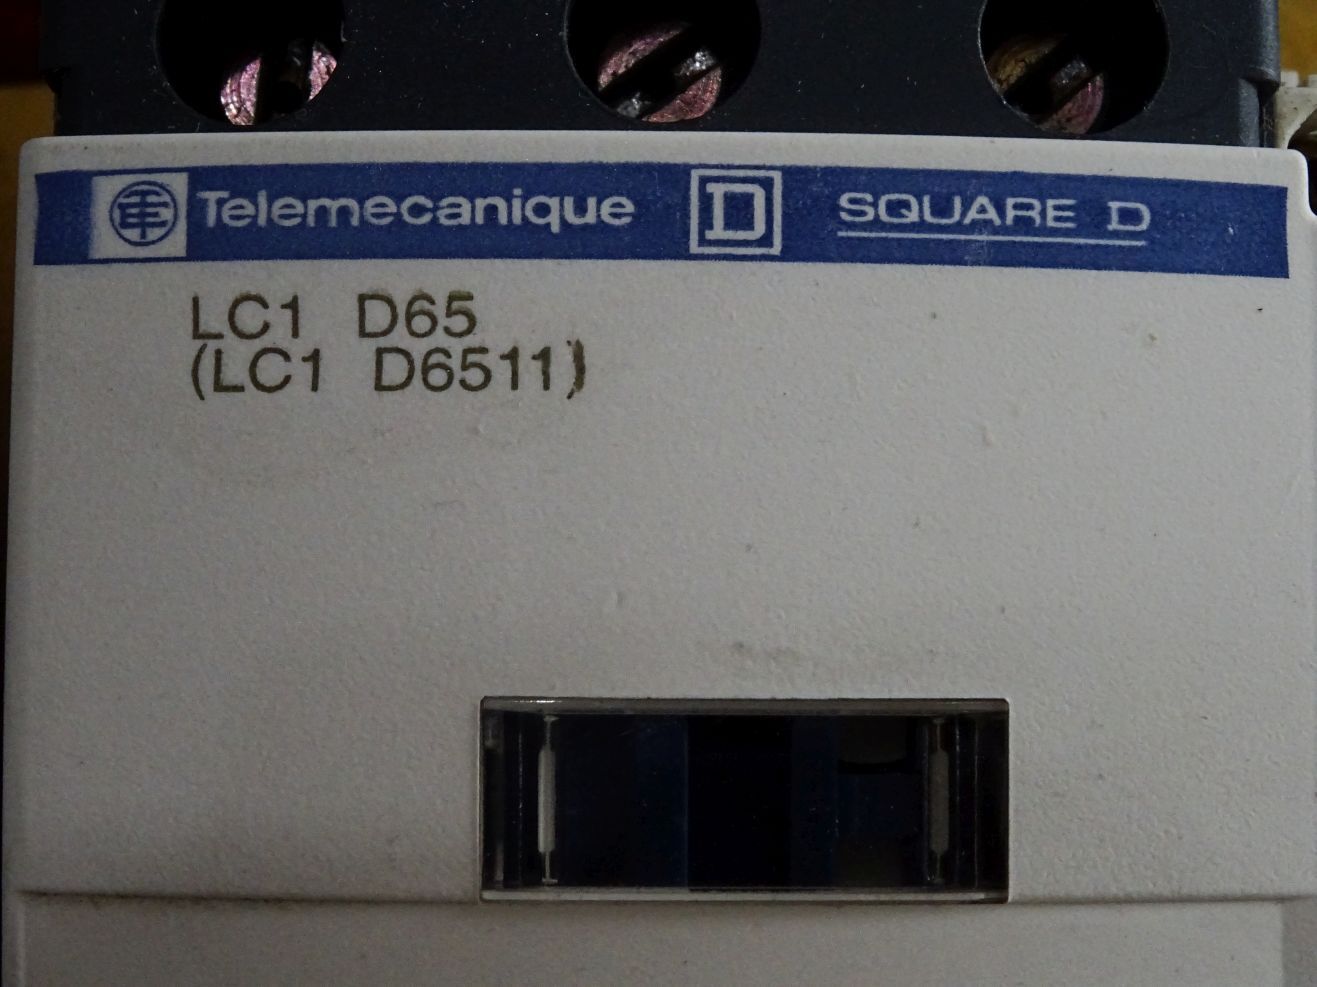 Telemecanique D SQUARE D
LC1 D65
(LC1 D6511)